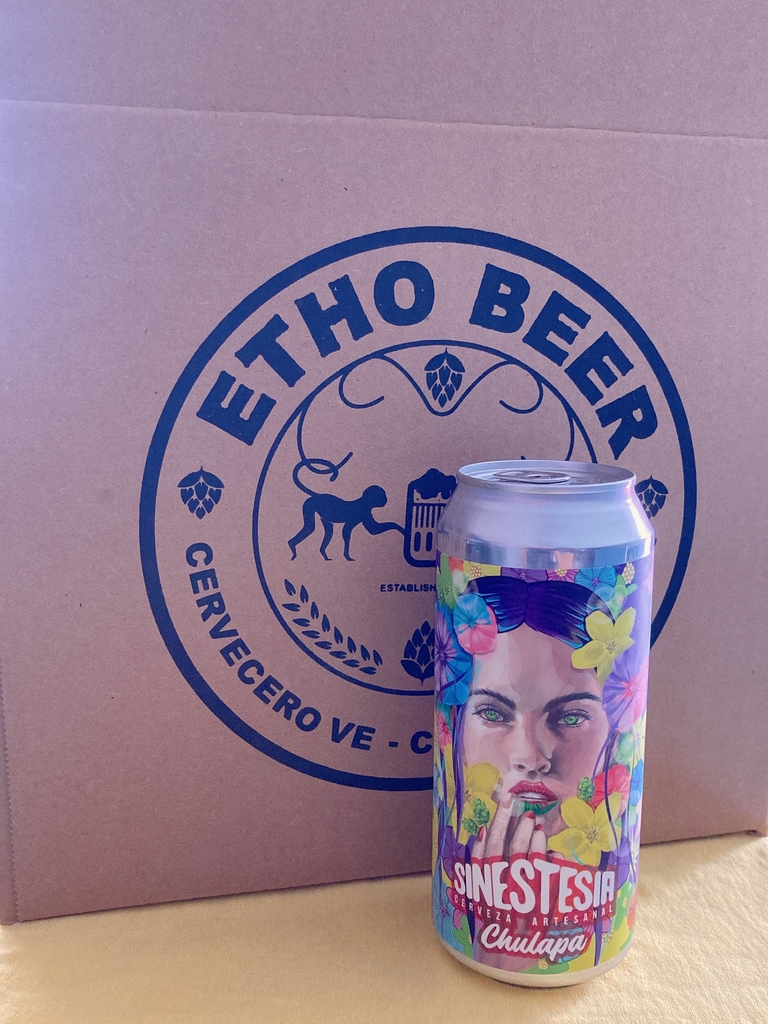 ETHO BEER
CERVECERO VE - C
SINESTESIA
CERVEZA ARTESANAL
Chulapa